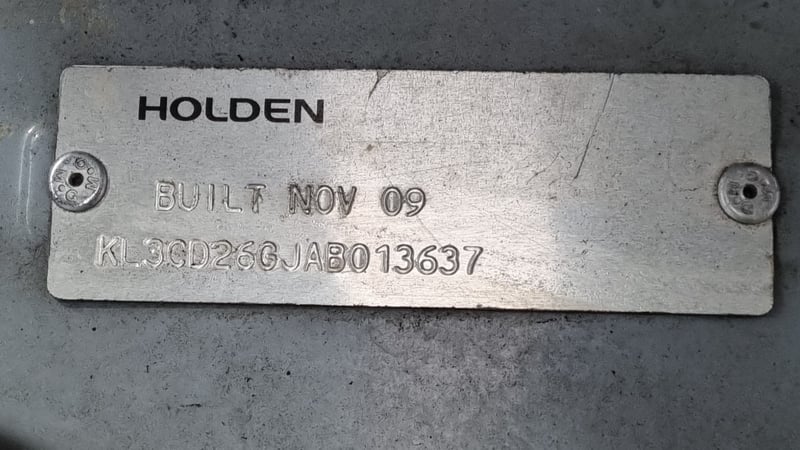 HOLDEN
BUILT NOV 09
KL3CD26GJAB013637